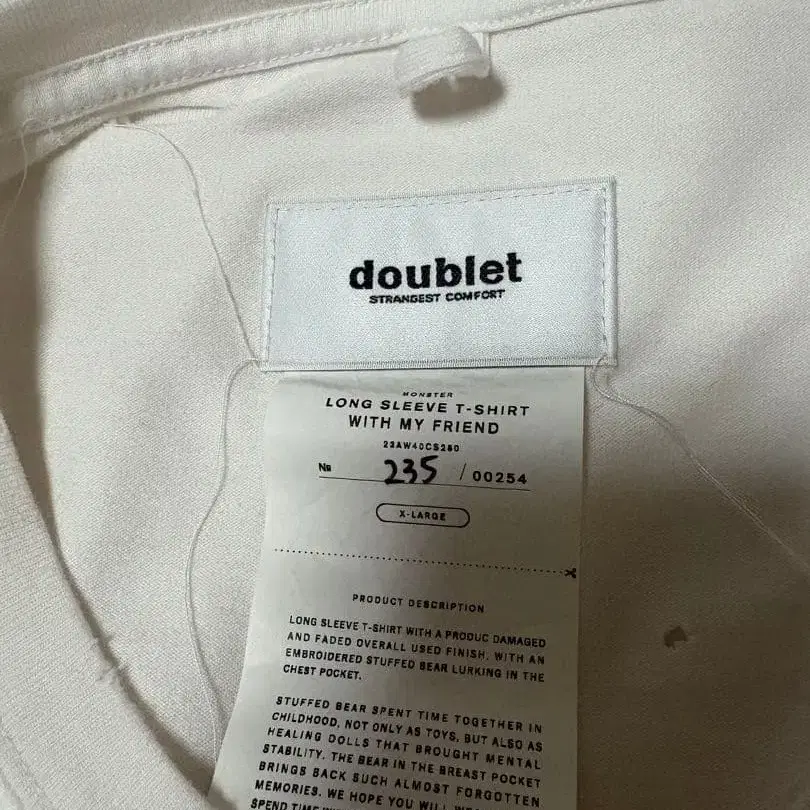 doublet
STRANGEST COMFORT
MONSTER
LONG SLEEVE T-SHIRT
WITH MY FRIEND
22AW40CS280
№ 235 / 00254
X-LARGE
PRODUCT DESCRIPTION
LONG SLEEVE T-SHIRT WITH A PRODUC DAMAGED
AND FADED OVERALL USED FINISH, WITH AN
EMBROIDERED STUFFED BEAR LURKING IN THE
CHEST POCKET.
STUFFED BEAR SPENT TIME TOGETHER IN
CHILDHOOD, NOT ONLY AS TOYS, BUT ALSO AS
HEALING DOLLS THAT BROUGHT MENTAL
STABILITY. THE BEAR IN THE BREAST POCKET
BRINGS BACK SUCH ALMOST FORGOTTEN
MEMORIES. WE HOPE YOU WILL
SPEND TIME